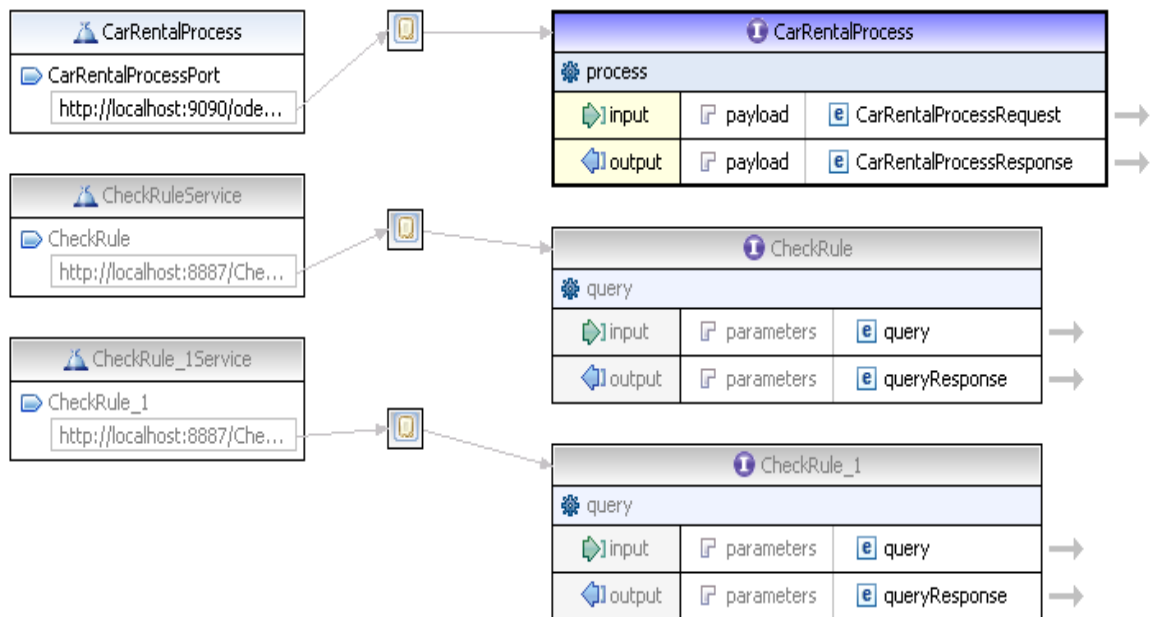 CarRentalProcess
CarRentalProcessPort
http://localhost:9090/ode...
CarRentalProcess
process
input payload CarRentalProcessRequest
output payload CarRentalProcessResponse
CheckRuleService
CheckRule
http://localhost:8887/Che...
CheckRule
query
input parameters query
output parameters queryResponse
CheckRule_1Service
CheckRule_1
http://localhost:8887/Che...
CheckRule_1
query
input parameters query
output parameters queryResponse